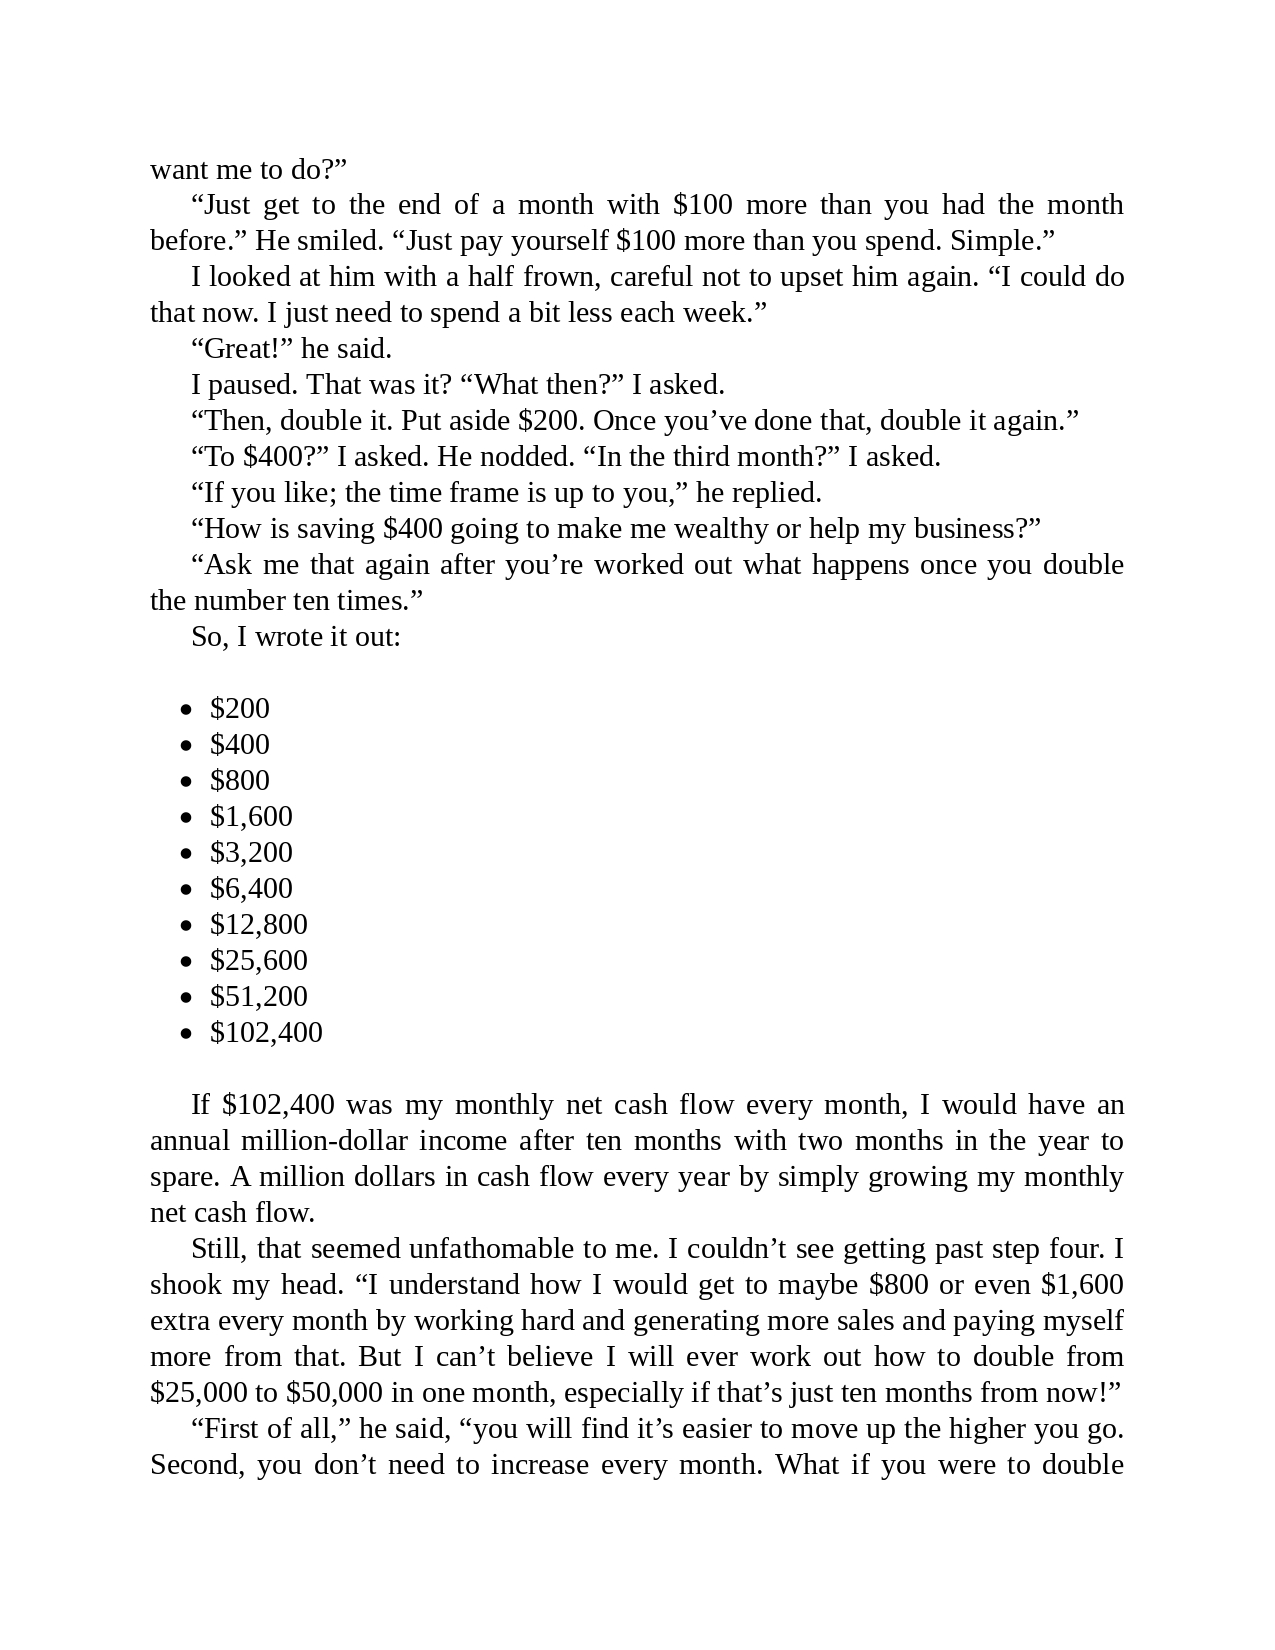 want me to do?”
“Just get to the end of a month with $100 more than you had the month
before.” He smiled. “Just pay yourself $100 more than you spend. Simple.”
I looked at him with a half frown, careful not to upset him again. “I could do
that now. I just need to spend a bit less each week.”
“Great!” he said.
I paused. That was it? “What then?” I asked.
“Then, double it. Put aside $200. Once you’ve done that, double it again.”
“To $400?” I asked. He nodded. “In the third month?” I asked.
“If you like; the time frame is up to you,” he replied.
“How is saving $400 going to make me wealthy or help my business?”
“Ask me that again after you’re worked out what happens once you double
the number ten times.”
So, I wrote it out:
• $200
• $400
• $800
• $1,600
• $3,200
• $6,400
• $12,800
• $25,600
• $51,200
• $102,400
If $102,400 was my monthly net cash flow every month, I would have an
annual million-dollar income after ten months with two months in the year to
spare. A million dollars in cash flow every year by simply growing my monthly
net cash flow.
Still, that seemed unfathomable to me. I couldn’t see getting past step four. I
shook my head. “I understand how I would get to maybe $800 or even $1,600
extra every month by working hard and generating more sales and paying myself
more from that. But I can’t believe I will ever work out how to double from
$25,000 to $50,000 in one month, especially if that’s just ten months from now!”
“First of all,” he said, “you will find it’s easier to move up the higher you go.
Second, you don’t need to increase every month. What if you were to double